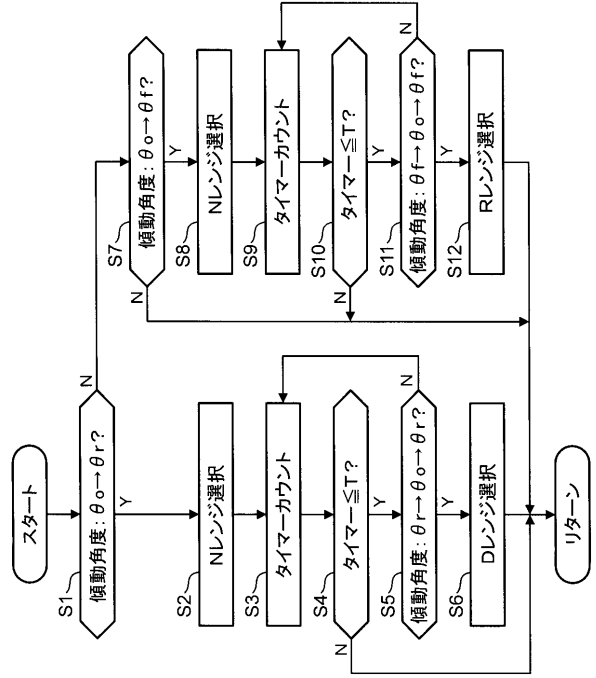 スタート
S1
傾動角度:θo→θr?
N
Y
S2
Nレンジ選択
S3
タイマーカウント
S4
タイマー≦T?
N
Y
S5
傾動角度:θr→θo→θr?
N
Y
S6
Dレンジ選択
リターン
S7
傾動角度:θo→θf?
N
Y
S8
Nレンジ選択
S9
タイマーカウント
S10
タイマー≦T?
N
Y
S11
傾動角度:θf→θo→θf?
N
Y
S12
Rレンジ選択